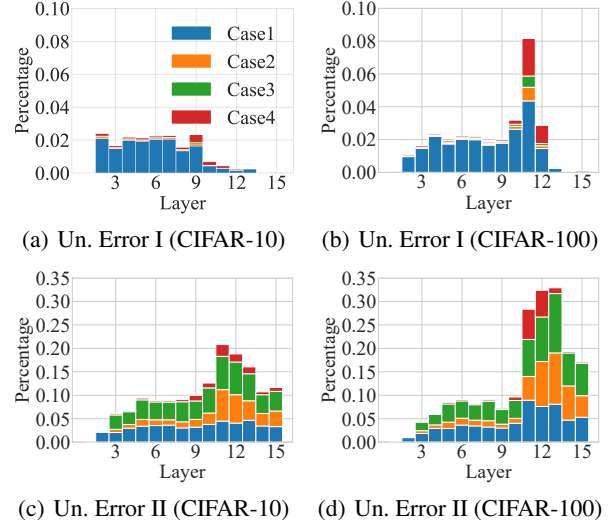 0.10
0.08
0.06
0.04
0.02
0.00
Percentage
Case1
Case2
Case3
Case4
3 6 9 12 15
Layer
(a) Un. Error I (CIFAR-10)
0.10
0.08
0.06
0.04
0.02
0.00
Percentage
3 6 9 12 15
Layer
(b) Un. Error I (CIFAR-100)
0.35
0.30
0.25
0.20
0.15
0.10
0.05
0.00
Percentage
3 6 9 12 15
Layer
(c) Un. Error II (CIFAR-10)
0.35
0.30
0.25
0.20
0.15
0.10
0.05
0.00
Percentage
3 6 9 12 15
Layer
(d) Un. Error II (CIFAR-100)